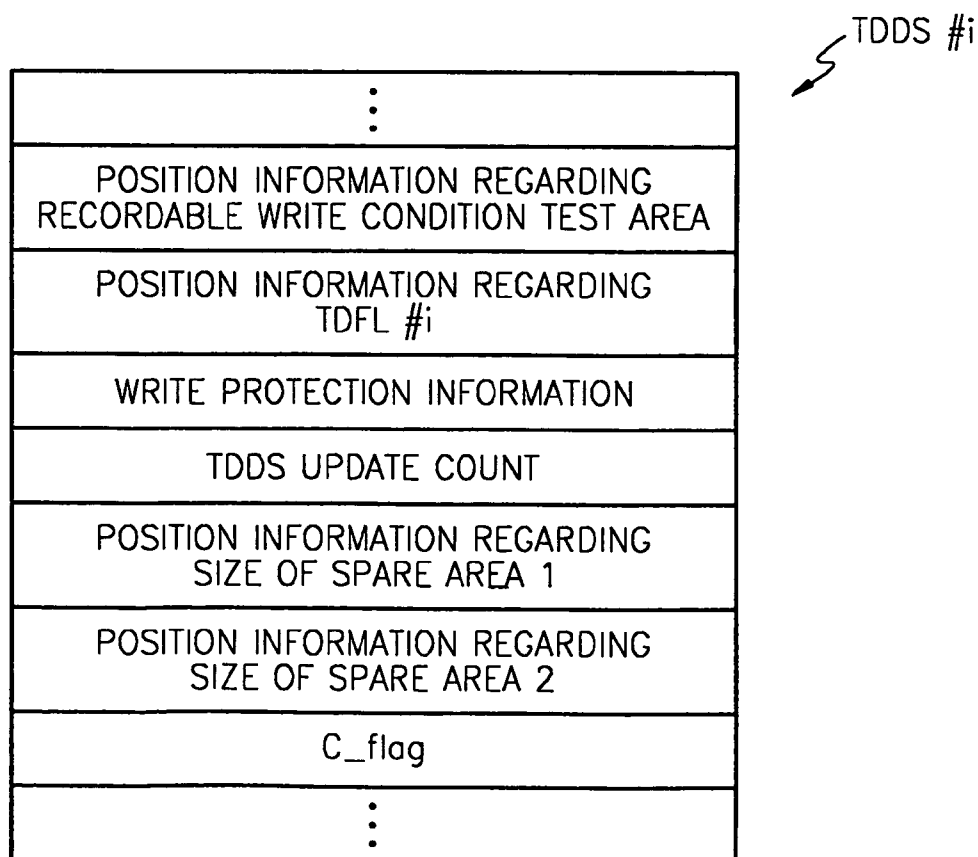 TDDS #i
POSITION INFORMATION REGARDING
RECORDABLE WRITE CONDITION TEST AREA
POSITION INFORMATION REGARDING
TDFL #i
WRITE PROTECTION INFORMATION
TDDS UPDATE COUNT
POSITION INFORMATION REGARDING
SIZE OF SPARE AREA 1
POSITION INFORMATION REGARDING
SIZE OF SPARE AREA 2
C_flag